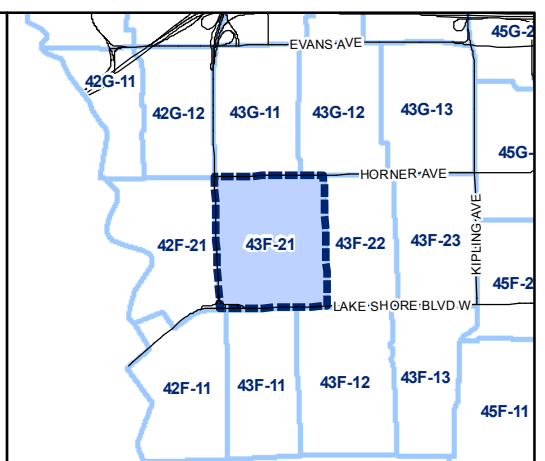 45G-2
EVANS AVE
42G-11
42G-12
43G-11
43G-12
43G-13
45G-
HORNER AVE
KIPLING AVE
42F-21
43F-21
43F-22
43F-23
45F-2
LAKE SHORE BLVD W
42F-11
43F-11
43F-12
43F-13
45F-11